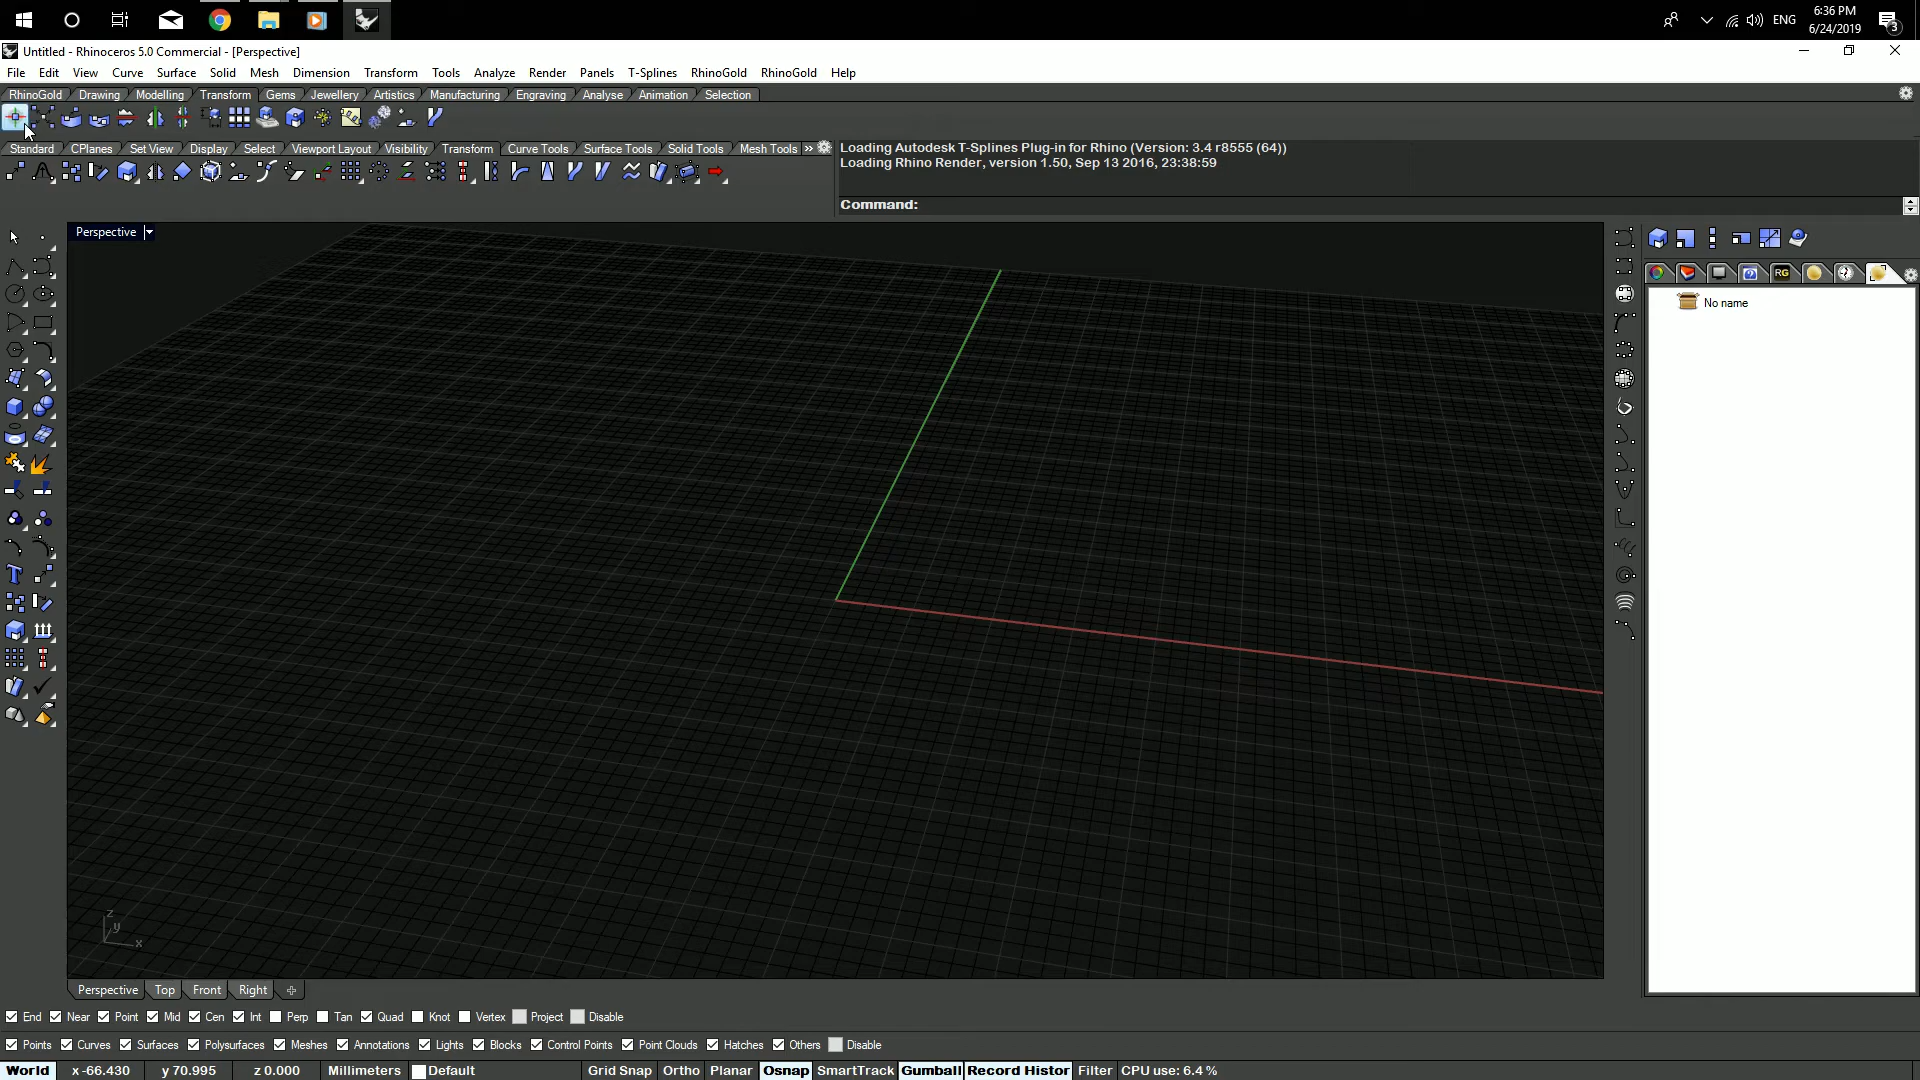 ENG
6:36 PM
6/24/2019
3
Untitled - Rhinoceros 5.0 Commercial - [Perspective]
File Edit View Curve Surface Solid Mesh Dimension Transform Tools Analyze Render Panels T-Splines RhinoGold RhinoGold Help
RhinoGold Drawing Modelling Transform Gems Jewellery Artistics Manufacturing Engraving Analyse Animation Selection
Standard CPlanes Set View Display Select Viewport Layout Visibility Transform Curve Tools Surface Tools Solid Tools Mesh Tools »
Loading Autodesk T-Splines Plug-in for Rhino (Version: 3.4 r8555 (64))
Loading Rhino Render, version 1.50, Sep 13 2016, 23:38:59
Command:
Perspective
RG
No name
z
y
x
Perspective Top Front Right
End Near Point Mid Cen Int Perp Tan Quad Knot Vertex Project Disable
Points Curves Surfaces Polysurfaces Meshes Annotations Lights Blocks Control Points Point Clouds Hatches Others Disable
World x -66.430 y 70.995 z 0.000 Millimeters Default Grid Snap Ortho Planar Osnap SmartTrack Gumball Record Histor Filter CPU use: 6.4 %